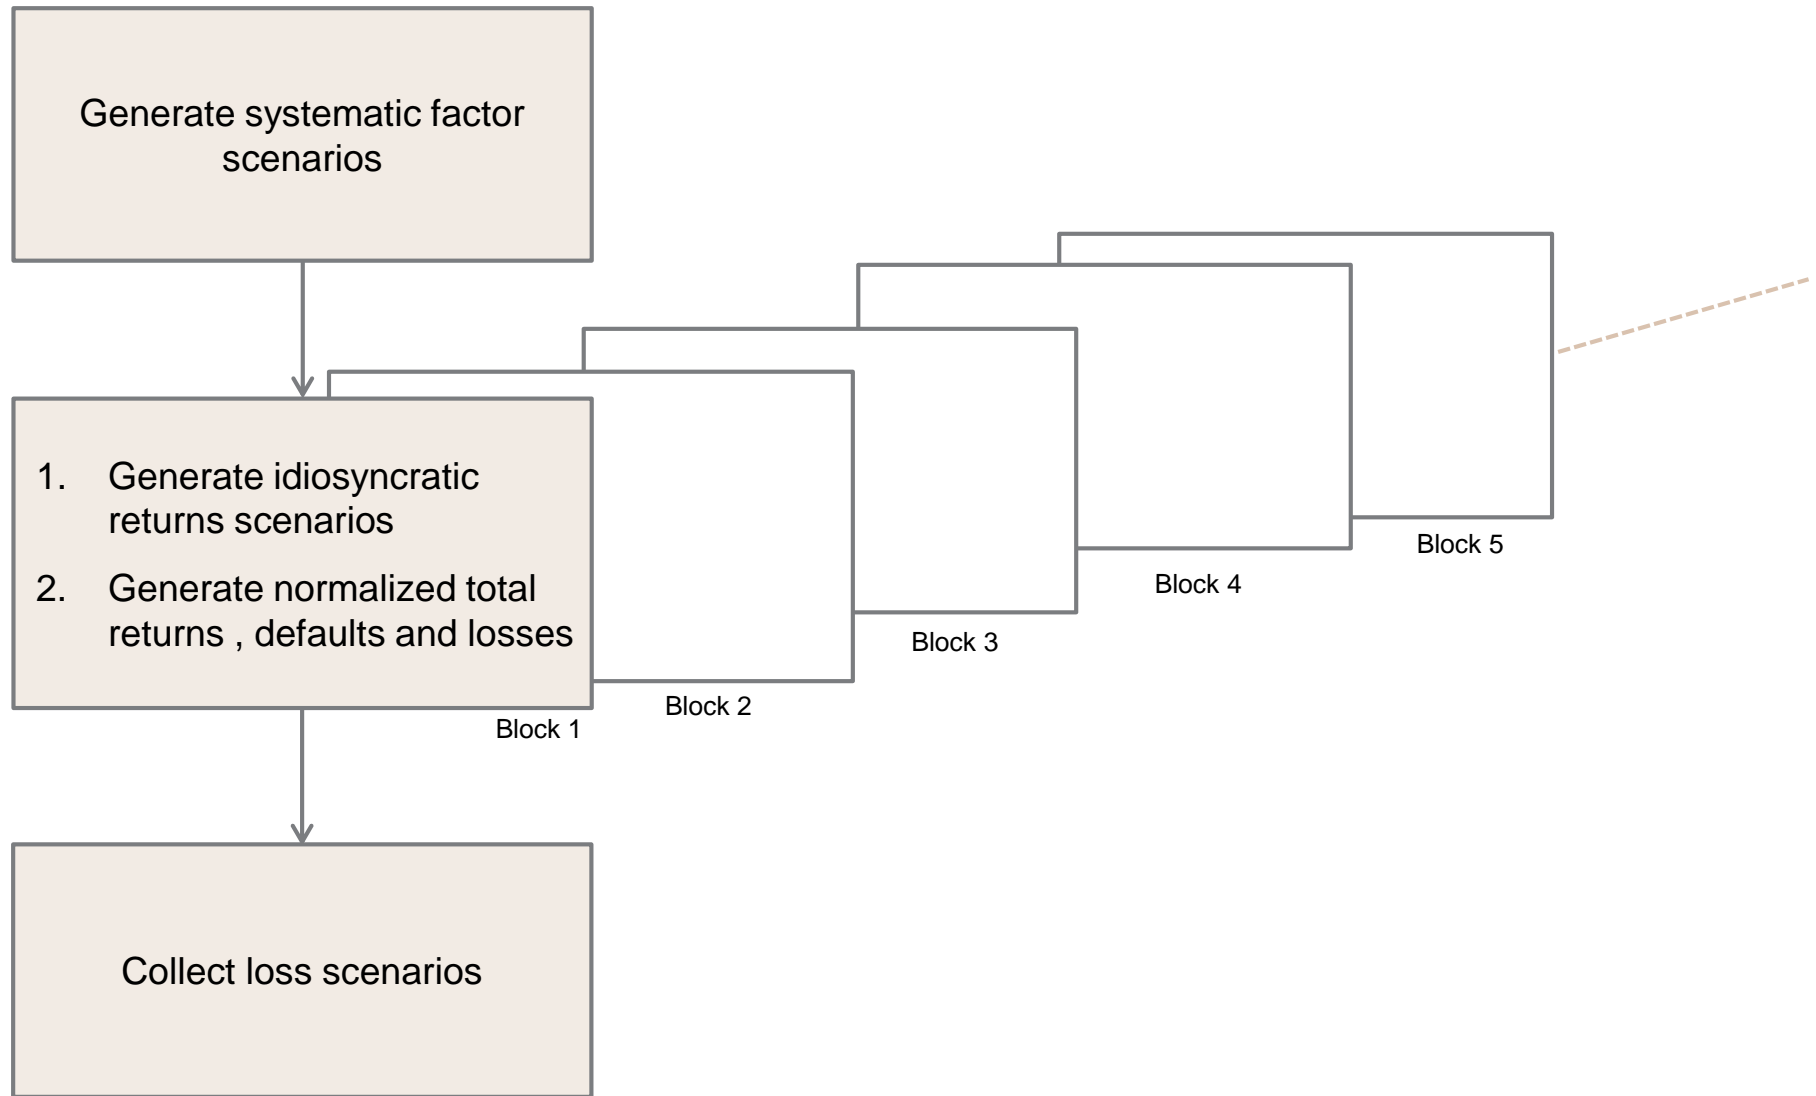 Generate systematic factor
scenarios
1. Generate idiosyncratic
returns scenarios
2. Generate normalized total
returns , defaults and losses
Block 1
Block 2
Block 3
Block 4
Block 5
Collect loss scenarios